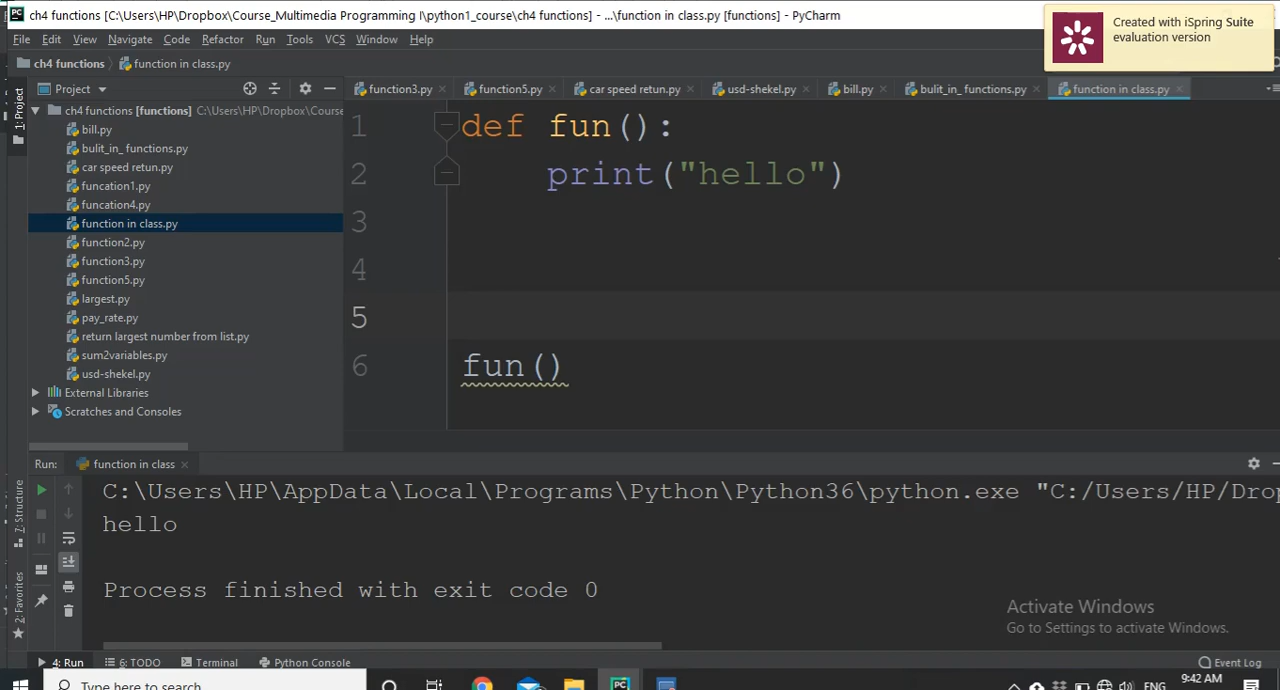 ch4 functions [C:\Users\HP\Dropbox\Course_Multimedia Programming I\python1_course\ch4 functions] - ...\function in class.py [functions] - PyCharm
Created with iSpring Suite
evaluation version
File Edit View Navigate Code Refactor Run Tools VCS Window Help
ch4 functions function in class.py
Project
function3.py function5.py car speed retun.py usd-shekel.py bill.py bulit_in_ functions.py function in class.py
1: Project
ch4 functions [functions] C:\Users\HP\Dropbox\Course
bill.py
bulit_in_ functions.py
car speed retun.py
funcation1.py
funcation4.py
function in class.py
function2.py
function3.py
function5.py
largest.py
pay_rate.py
return largest number from list.py
sum2variables.py
usd-shekel.py
External Libraries
Scratches and Consoles
1 def fun():
2 print("hello")
3
4
5
6 fun()
Run: function in class
C:\Users\HP\AppData\Local\Programs\Python\Python36\python.exe "C:/Users/HP/Drop
hello
Process finished with exit code 0
7: Structure
2: Favorites
Activate Windows
Go to Settings to activate Windows.
4: Run 6: TODO Terminal Python Console Event Log
Type here to search
ENG
9:42 AM